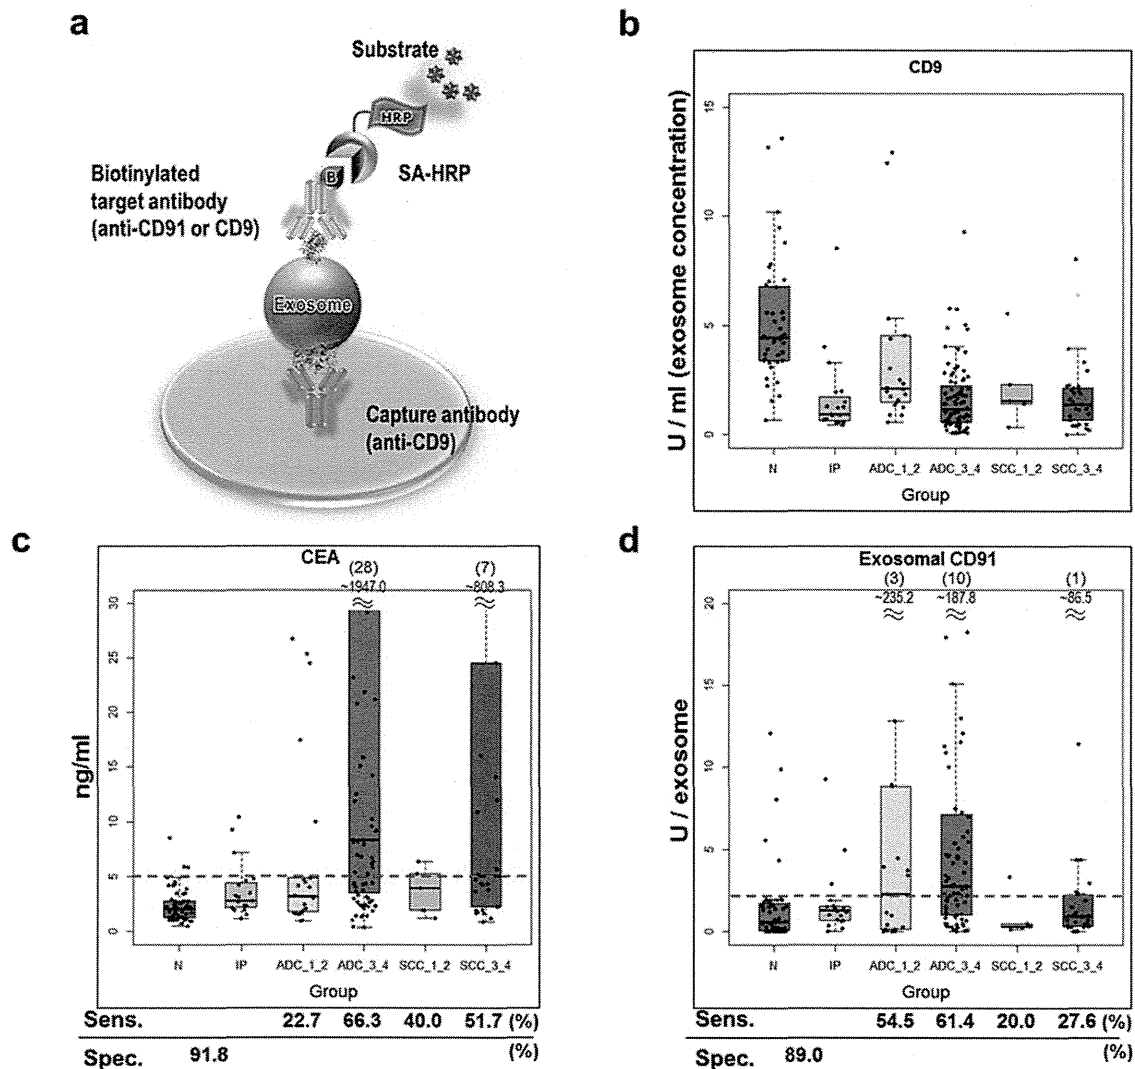 a
Substrate
HRP
Biotinylated
target antibody
(anti-CD91 or CD9)
B
SA-HRP
Exosome
Capture antibody
(anti-CD9)
b
CD9
U / ml (exosome concentration)
15
10
5
0
N IP ADC_1_2 ADC_3_4 SCC_1_2 SCC_3_4
Group
c
CEA
(28) (7)
~1947.0 ~808.3
ng/ml
30
25
20
15
10
5
0
N IP ADC_1_2 ADC_3_4 SCC_1_2 SCC_3_4
Group
Sens. 22.7 66.3 40.0 51.7 (%)
Spec. 91.8 (%)
d
Exosomal CD91
(3) (10) (1)
~235.2 ~187.8 ~86.5
U / exosome
20
15
10
5
0
N IP ADC_1_2 ADC_3_4 SCC_1_2 SCC_3_4
Group
Sens. 54.5 61.4 20.0 27.6 (%)
Spec. 89.0 (%)